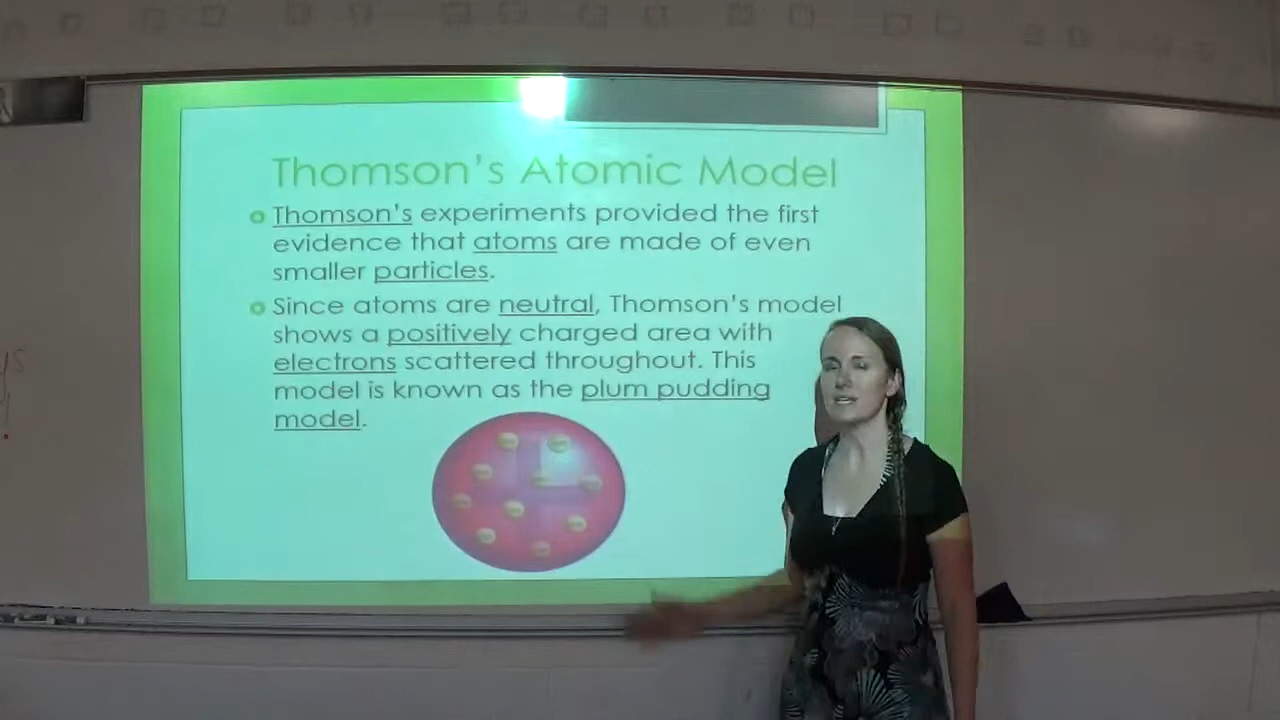 Thomson's Atomic Model
Thomson's experiments provided the first
evidence that atoms are made of even
smaller particles.
Since atoms are neutral, Thomson's model
shows a positively charged area with
electrons scattered throughout. This
model is known as the plum pudding
model.